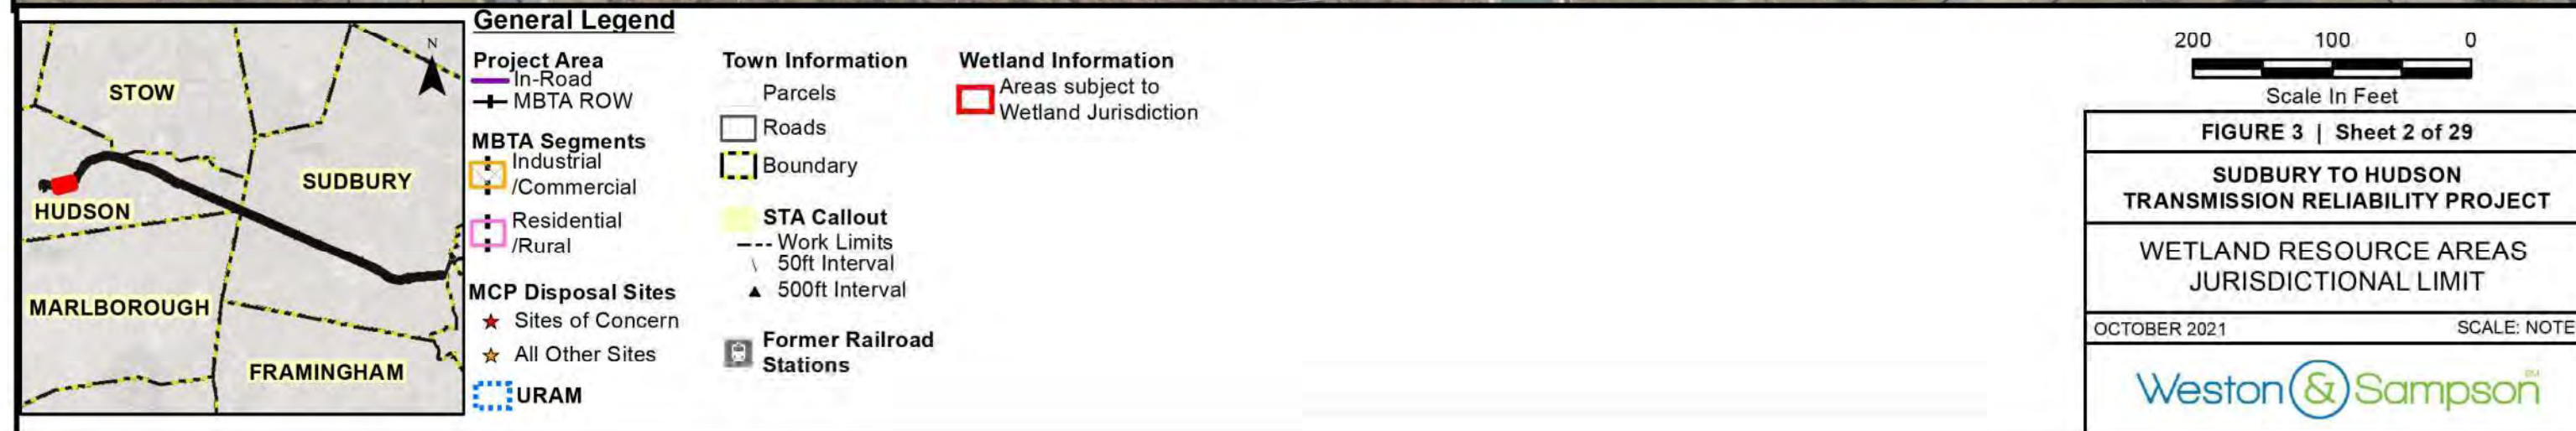 General Legend
N
STOW
SUDBURY
HUDSON
MARLBOROUGH
FRAMINGHAM
Project Area
In-Road
MBTA ROW
MBTA Segments
Industrial
/Commercial
Residential
/Rural
MCP Disposal Sites
Sites of Concern
All Other Sites
URAM
Town Information
Parcels
Roads
Boundary
STA Callout
Work Limits
50ft Interval
500ft Interval
Former Railroad
Stations
Wetland Information
Areas subject to
Wetland Jurisdiction
200 100 0
Scale In Feet
FIGURE 3 | Sheet 2 of 29
SUDBURY TO HUDSON
TRANSMISSION RELIABILITY PROJECT
WETLAND RESOURCE AREAS
JURISDICTIONAL LIMIT
OCTOBER 2021 SCALE: NOTE
Weston & Sampson